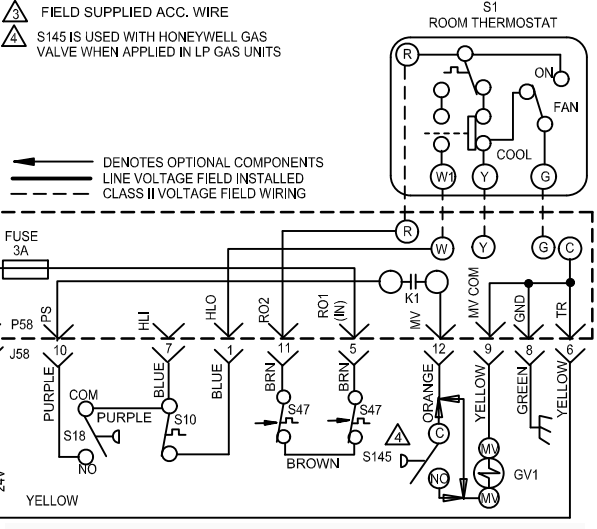 3 FIELD SUPPLIED ACC. WIRE
4 S145 IS USED WITH HONEYWELL GAS
VALVE WHEN APPLIED IN LP GAS UNITS
S1
ROOM THERMOSTAT
R
ON
FAN
COOL
W1 Y G
DENOTES OPTIONAL COMPONENTS
LINE VOLTAGE FIELD INSTALLED
CLASS II VOLTAGE FIELD WIRING
R
W Y G C
FUSE
3A
K1
P58
PS HLI HLO RO2 RO1 (IN) MV MV COM GND TR
J58
10 7 1 11 5 12 9 8 6
PURPLE BLUE BLUE BRN BRN ORANGE YELLOW GREEN YELLOW
COM
PURPLE
S10
S18
NO
S47 S47
BROWN
4
S145
C
NO
MV
GV1
MV
24V
YELLOW